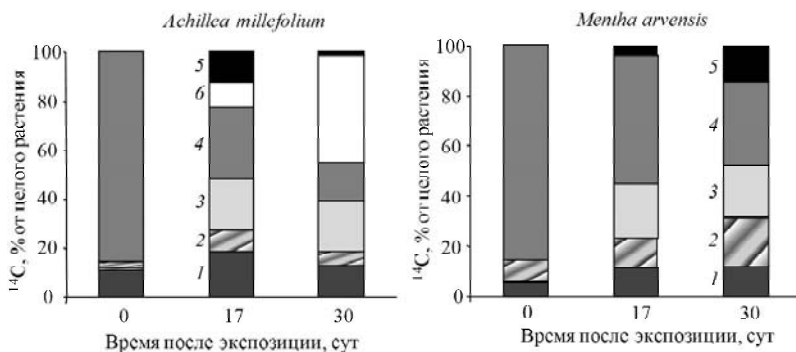 Achillea millefolium
14C, % от целого растения
100
80
60
40
20
0
5
6
4
3
2
1
0 17 30
Время после экспозиции, сут
Mentha arvensis
14C, % от целого растения
100
80
60
40
20
0
5
4
3
2
1
0 17 30
Время после экспозиции, сут